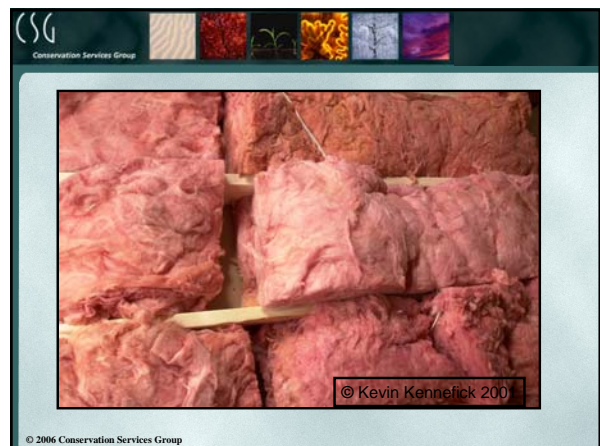 CSG
Conservation Services Group
© Kevin Kennefick 2001
© 2006 Conservation Services Group